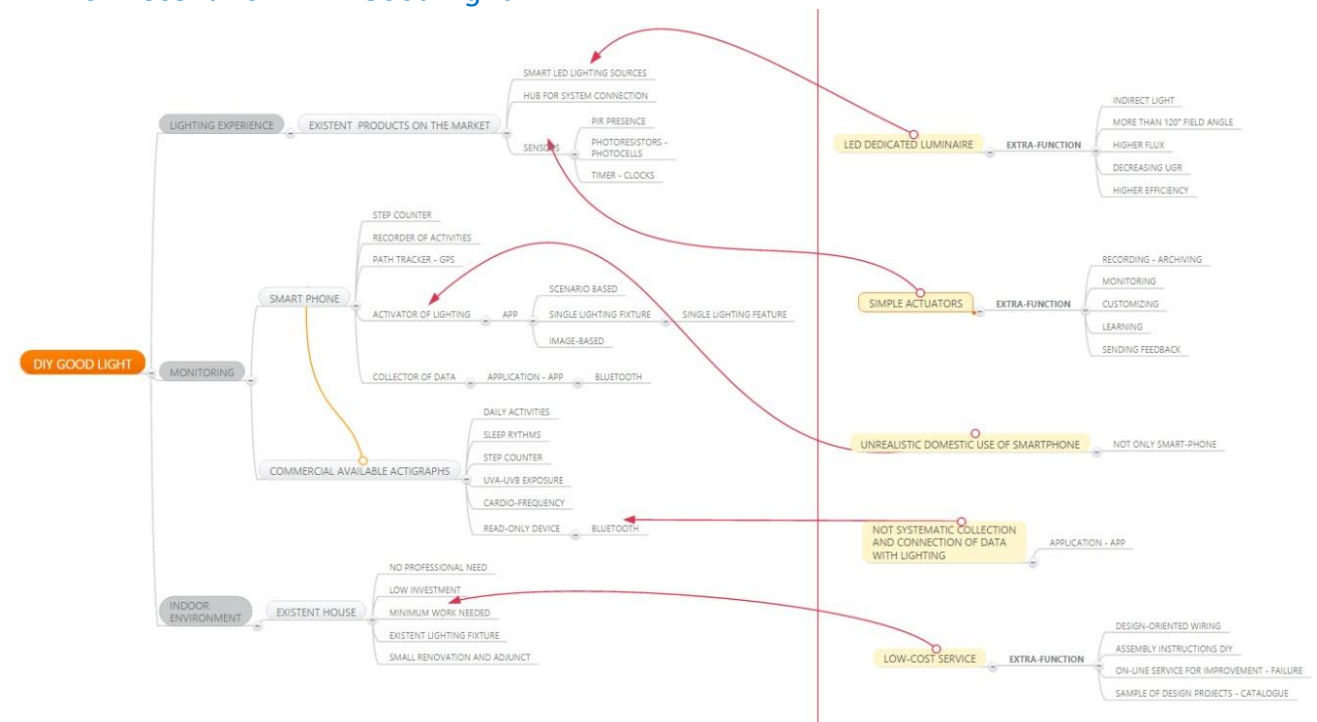 DIY GOOD LIGHT
LIGHTING EXPERIENCE
EXISTENT PRODUCTS ON THE MARKET
SMART LED LIGHTING SOURCES
HUB FOR SYSTEM CONNECTION
SENSORS
PIR PRESENCE
PHOTORESISTORS -
PHOTOCELLS
TIMER - CLOCKS
MONITORING
SMART PHONE
STEP COUNTER
RECORDER OF ACTIVITIES
PATH TRACKER - GPS
ACTIVATOR OF LIGHTING
APP
SCENARIO BASED
SINGLE LIGHTING FIXTURE
SINGLE LIGHTING FEATURE
IMAGE-BASED
COLLECTOR OF DATA
APPLICATION - APP
BLUETOOTH
COMMERCIAL AVAILABLE ACTIGRAPHS
DAILY ACTIVITIES
SLEEP RYTHMS
STEP COUNTER
UVA-UVB EXPOSURE
CARDIO-FREQUENCY
READ-ONLY DEVICE
BLUETOOTH
INDOOR
ENVIRONMENT
EXISTENT HOUSE
NO PROFESSIONAL NEED
LOW INVESTMENT
MINIMUM WORK NEEDED
EXISTENT LIGHTING FIXTURE
SMALL RENOVATION AND ADJUNCT
LED DEDICATED LUMINAIRE
EXTRA-FUNCTION
INDIRECT LIGHT
MORE THAN 120° FIELD ANGLE
HIGHER FLUX
DECREASING UGR
HIGHER EFFICIENCY
SIMPLE ACTUATORS
EXTRA-FUNCTION
RECORDING - ARCHIVING
MONITORING
CUSTOMIZING
LEARNING
SENDING FEEDBACK
UNREALISTIC DOMESTIC USE OF SMARTPHONE
NOT ONLY SMART-PHONE
NOT SYSTEMATIC COLLECTION
AND CONNECTION OF DATA
WITH LIGHTING
APPLICATION - APP
LOW-COST SERVICE
EXTRA-FUNCTION
DESIGN-ORIENTED WIRING
ASSEMBLY INSTRUCTIONS DIY
ON-LINE SERVICE FOR IMPROVEMENT - FAILURE
SAMPLE OF DESIGN PROJECTS - CATALOGUE